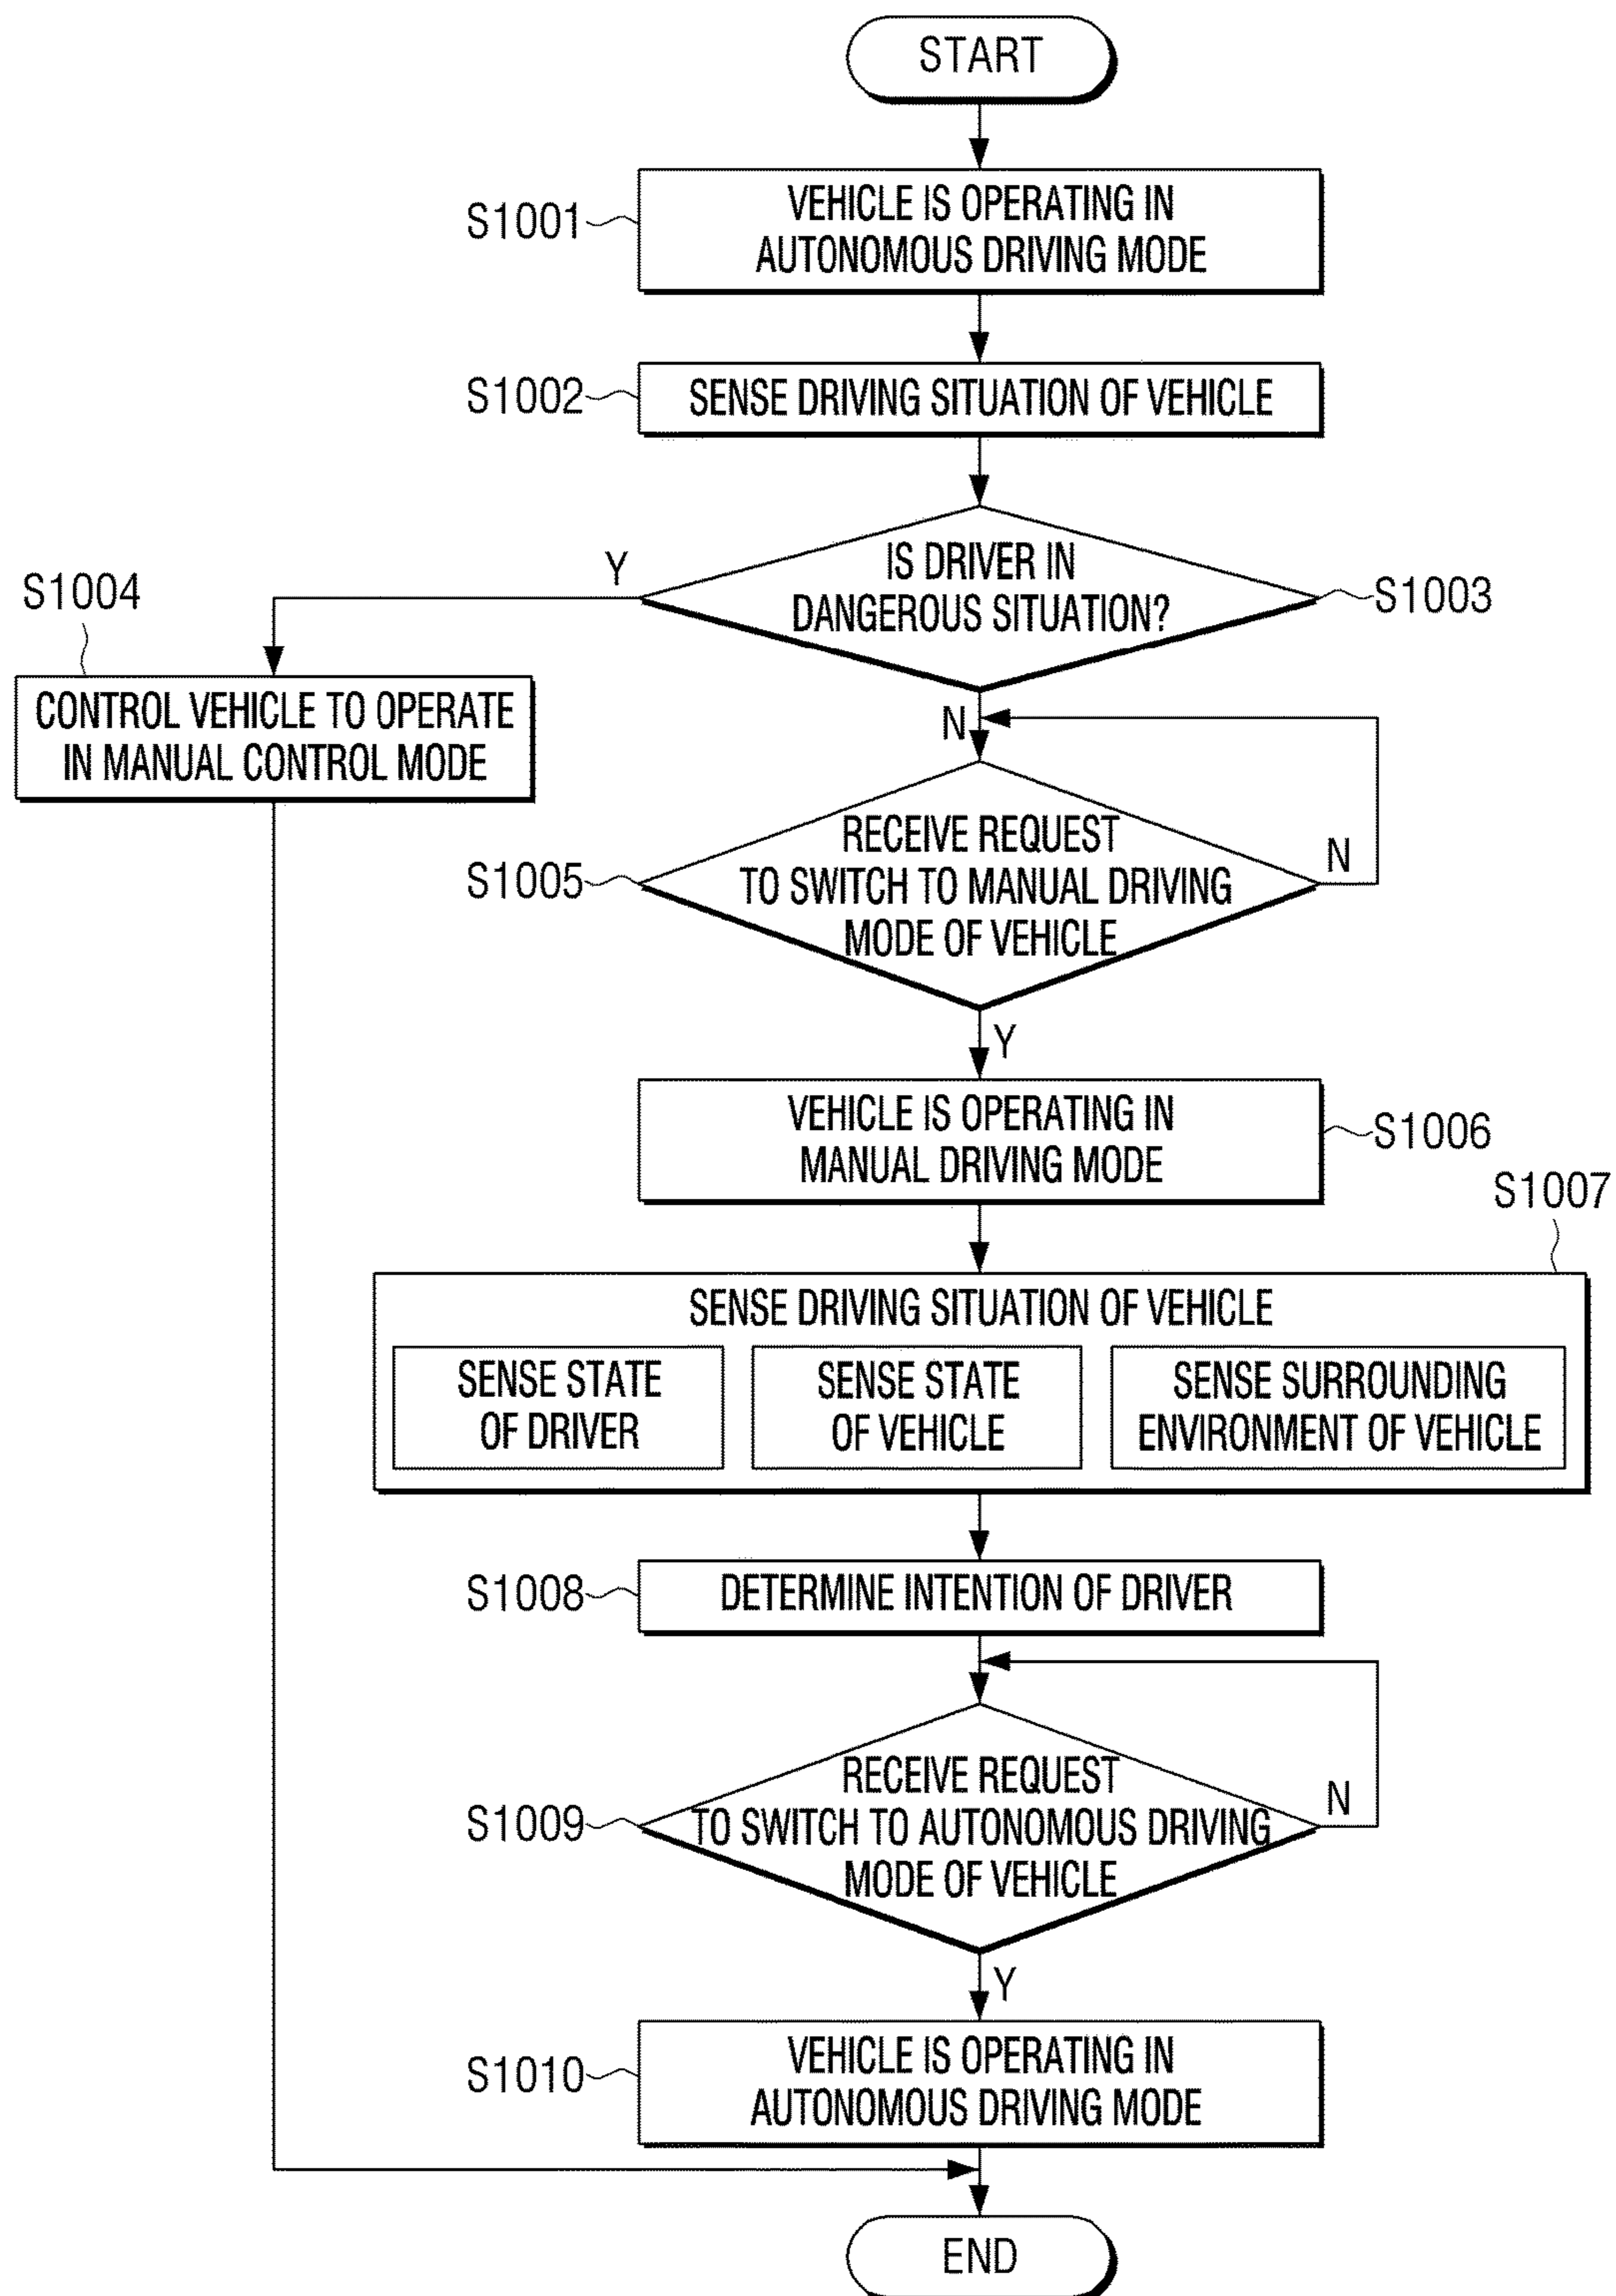 START
S1001
VEHICLE IS OPERATING IN
AUTONOMOUS DRIVING MODE
S1002
SENSE DRIVING SITUATION OF VEHICLE
Y
IS DRIVER IN
DANGEROUS SITUATION?
S1003
S1004
CONTROL VEHICLE TO OPERATE
IN MANUAL CONTROL MODE
N
RECEIVE REQUEST
TO SWITCH TO MANUAL DRIVING
MODE OF VEHICLE
S1005
N
Y
VEHICLE IS OPERATING IN
MANUAL DRIVING MODE
S1006
S1007
SENSE DRIVING SITUATION OF VEHICLE
SENSE STATE
OF DRIVER
SENSE STATE
OF VEHICLE
SENSE SURROUNDING
ENVIRONMENT OF VEHICLE
S1008
DETERMINE INTENTION OF DRIVER
RECEIVE REQUEST
TO SWITCH TO AUTONOMOUS DRIVING
MODE OF VEHICLE
S1009
N
Y
S1010
VEHICLE IS OPERATING IN
AUTONOMOUS DRIVING MODE
END